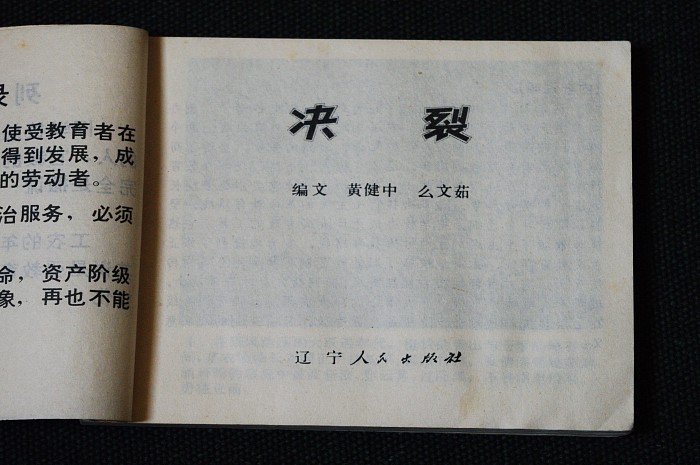 录
使受教育者在
得到发展，成
的劳动者。
治服务，必须
命，资产阶级
象，再也不能
决裂
编文 黄健中 么文茹
辽宁人民出版社